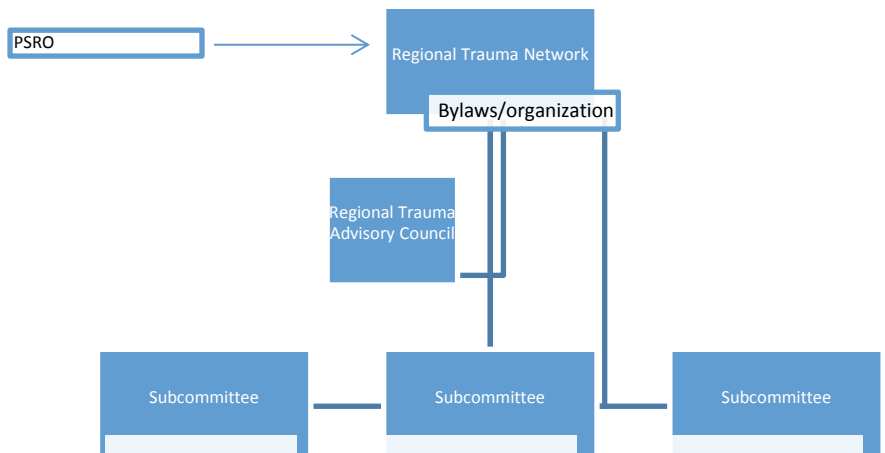 PSRO
Regional Trauma Network
Bylaws/organization
Regional Trauma
Advisory Council
Subcommittee
Subcommittee
Subcommittee